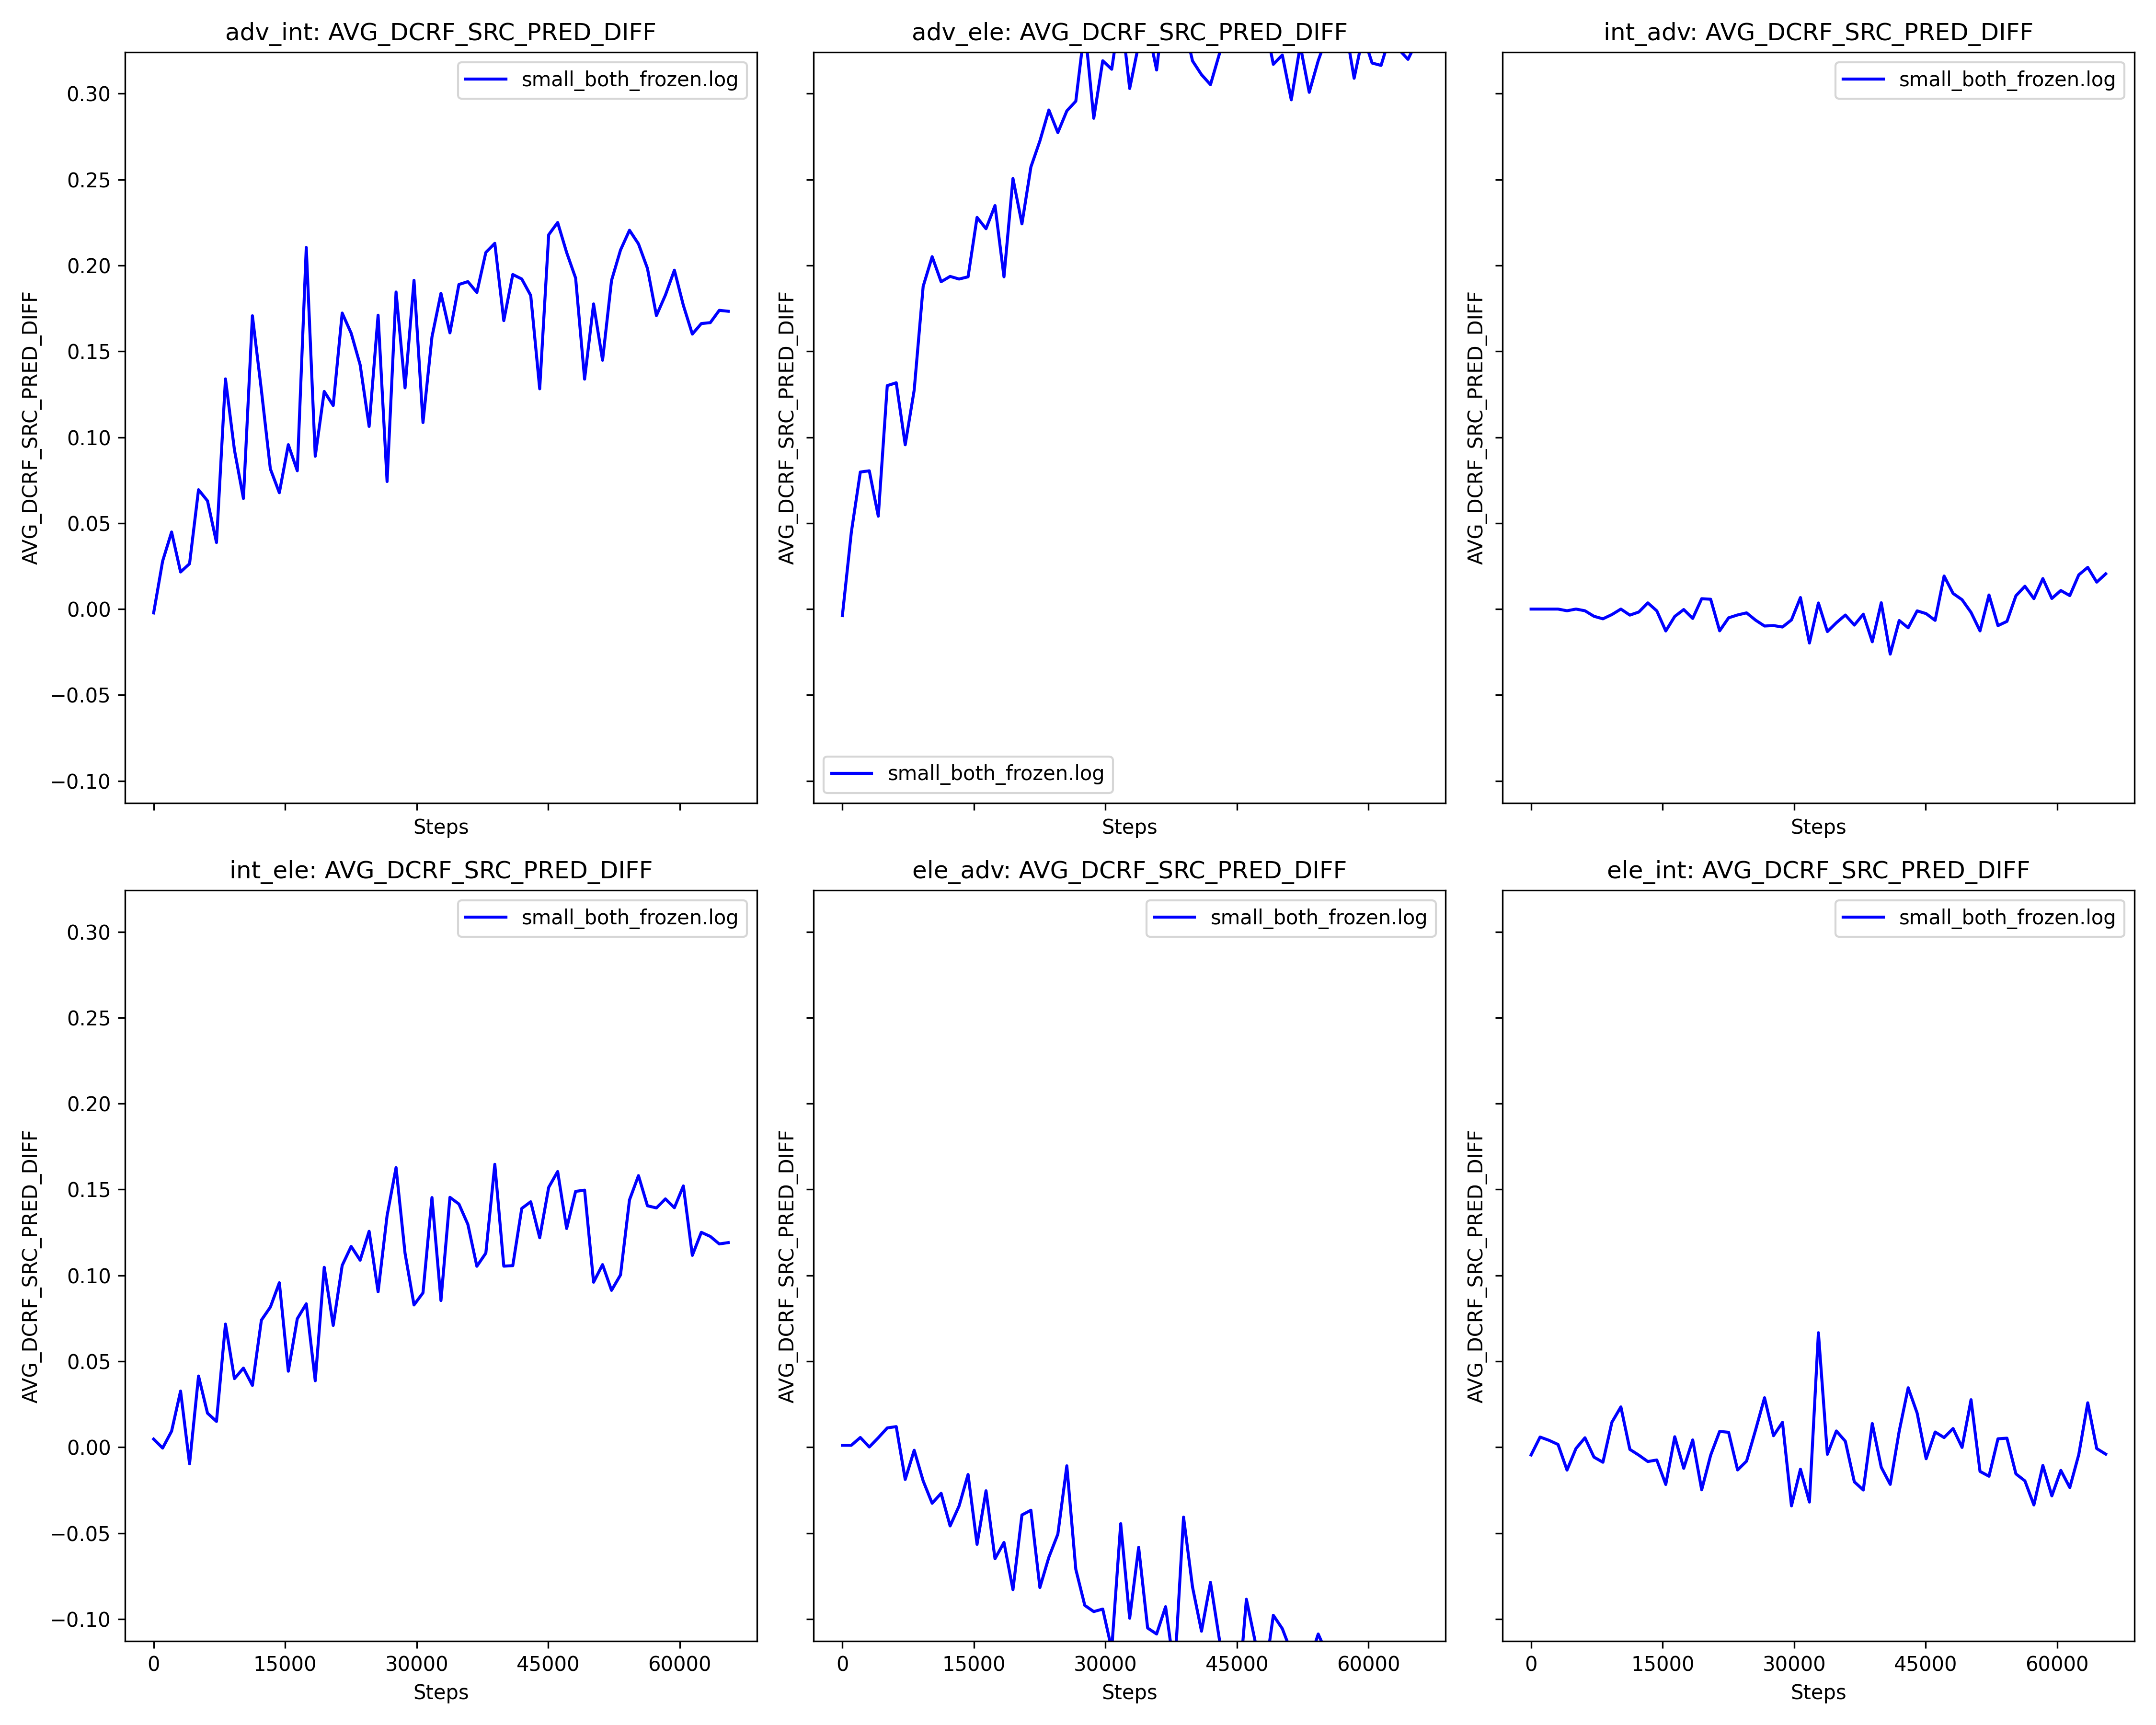 adv_int: AVG_DCRF_SRC_PRED_DIFF
adv_ele: AVG_DCRF_SRC_PRED_DIFF
int_adv: AVG_DCRF_SRC_PRED_DIFF
small_both_frozen.log
small_both_frozen.log
small_both_frozen.log
AVG_DCRF_SRC_PRED_DIFF
AVG_DCRF_SRC_PRED_DIFF
AVG_DCRF_SRC_PRED_DIFF
0.30
0.25
0.20
0.15
0.10
0.05
0.00
−0.05
−0.10
Steps
Steps
Steps
int_ele: AVG_DCRF_SRC_PRED_DIFF
ele_adv: AVG_DCRF_SRC_PRED_DIFF
ele_int: AVG_DCRF_SRC_PRED_DIFF
small_both_frozen.log
small_both_frozen.log
small_both_frozen.log
AVG_DCRF_SRC_PRED_DIFF
AVG_DCRF_SRC_PRED_DIFF
AVG_DCRF_SRC_PRED_DIFF
0.30
0.25
0.20
0.15
0.10
0.05
0.00
−0.05
−0.10
0 15000 30000 45000 60000
0 15000 30000 45000 60000
0 15000 30000 45000 60000
Steps
Steps
Steps